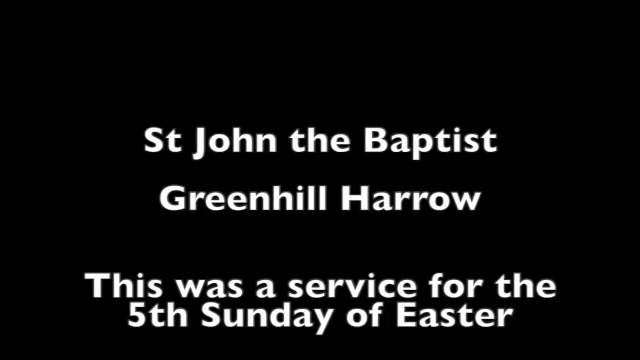 St John the Baptist
Greenhill Harrow
This was a service for the
5th Sunday of Easter